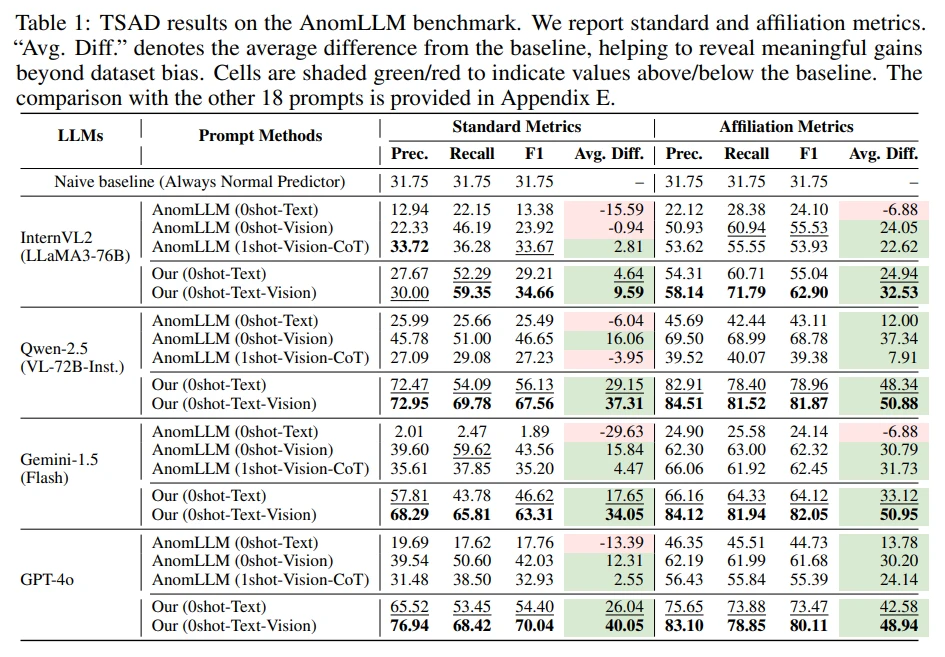 Table 1: TSAD results on the AnomLLM benchmark. We report standard and affiliation metrics.
“Avg. Diff.” denotes the average difference from the baseline, helping to reveal meaningful gains
beyond dataset bias. Cells are shaded green/red to indicate values above/below the baseline. The
comparison with the other 18 prompts is provided in Appendix E.
LLMs Prompt Methods Standard Metrics Affiliation Metrics
Prec. Recall F1 Avg. Diff. Prec. Recall F1 Avg. Diff.
Naive baseline (Always Normal Predictor) 31.75 31.75 31.75 – 31.75 31.75 31.75 –
InternVL2
(LLaMA3-76B)
AnomLLM (0shot-Text) 12.94 22.15 13.38 -15.59 22.12 28.38 24.10 -6.88
AnomLLM (0shot-Vision) 22.33 46.19 23.92 -0.94 50.93 60.94 55.53 24.05
AnomLLM (1shot-Vision-CoT) 33.72 36.28 33.67 2.81 53.62 55.55 53.93 22.62
Our (0shot-Text) 27.67 52.29 29.21 4.64 54.31 60.71 55.04 24.94
Our (0shot-Text-Vision) 30.00 59.35 34.66 9.59 58.14 71.79 62.90 32.53
Qwen-2.5
(VL-72B-Inst.)
AnomLLM (0shot-Text) 25.99 25.66 25.49 -6.04 45.69 42.44 43.11 12.00
AnomLLM (0shot-Vision) 45.78 51.00 46.65 16.06 69.50 68.99 68.78 37.34
AnomLLM (1shot-Vision-CoT) 27.09 29.08 27.23 -3.95 39.52 40.07 39.38 7.91
Our (0shot-Text) 72.47 54.09 56.13 29.15 82.91 78.40 78.96 48.34
Our (0shot-Text-Vision) 72.95 69.78 67.56 37.31 84.51 81.52 81.87 50.88
Gemini-1.5
(Flash)
AnomLLM (0shot-Text) 2.01 2.47 1.89 -29.63 24.90 25.58 24.14 -6.88
AnomLLM (0shot-Vision) 39.60 59.62 43.56 15.84 62.30 63.00 62.32 30.79
AnomLLM (1shot-Vision-CoT) 35.61 37.85 35.20 4.47 66.06 61.92 62.45 31.73
Our (0shot-Text) 57.81 43.78 46.62 17.65 66.16 64.33 64.12 33.12
Our (0shot-Text-Vision) 68.29 65.81 63.31 34.05 84.12 81.94 82.05 50.95
GPT-4o
AnomLLM (0shot-Text) 19.69 17.62 17.76 -13.39 46.35 45.51 44.73 13.78
AnomLLM (0shot-Vision) 39.54 50.60 42.03 12.31 62.19 61.99 61.68 30.20
AnomLLM (1shot-Vision-CoT) 31.48 38.50 32.93 2.55 56.43 55.84 55.39 24.14
Our (0shot-Text) 65.52 53.45 54.40 26.04 75.65 73.88 73.47 42.58
Our (0shot-Text-Vision) 76.94 68.42 70.04 40.05 83.10 78.85 80.11 48.94